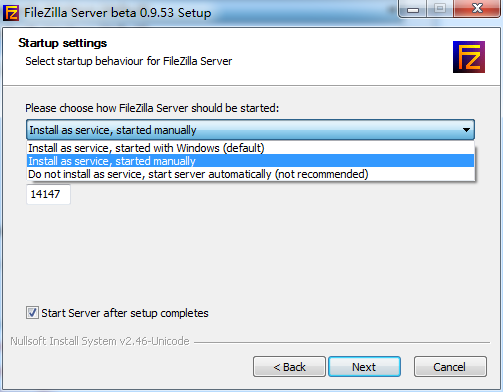 FileZilla Server beta 0.9.53 Setup
Startup settings
Select startup behaviour for FileZilla Server
FZ
Please choose how FileZilla Server should be started:
Install as service, started manually
Install as service, started with Windows (default)
Install as service, started manually
Do not install as service, start server automatically (not recommended)
14147
Start Server after setup completes
Nullsoft Install System v2.46-Unicode
< Back
Next
Cancel